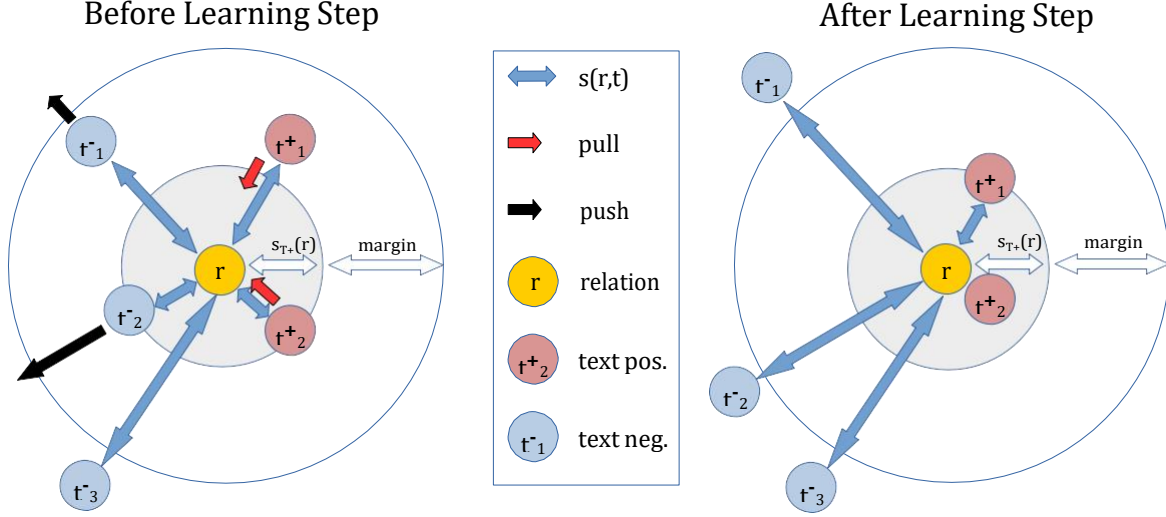 Before Learning Step
t-1
t+1
r
sT+(r)
margin
t-2
t+2
t-3
s(r,t)
pull
push
r
relation
t+2
text pos.
t-1
text neg.
After Learning Step
t-1
t+1
r
sT+(r)
margin
t+2
t-2
t-3